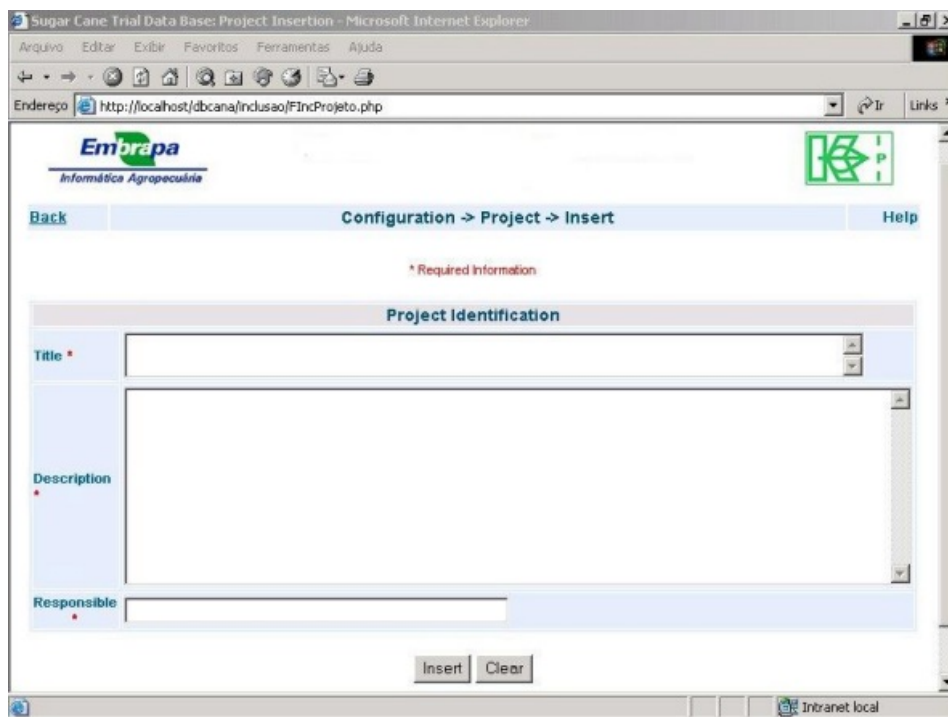 Sugar Cane Trial Data Base: Project Insertion - Microsoft Internet Explorer
Arquivo Editar Exibir Favoritos Ferramentas Ajuda
Endereço http://localhost/dbcana/inclusao/FIncProjeto.php Ir Links
Embrapa
Informática Agropecuária
P
Back Configuration -> Project -> Insert Help
* Required Information
Project Identification
Title *
Description
*
Responsible
*
Insert Clear
Intranet local